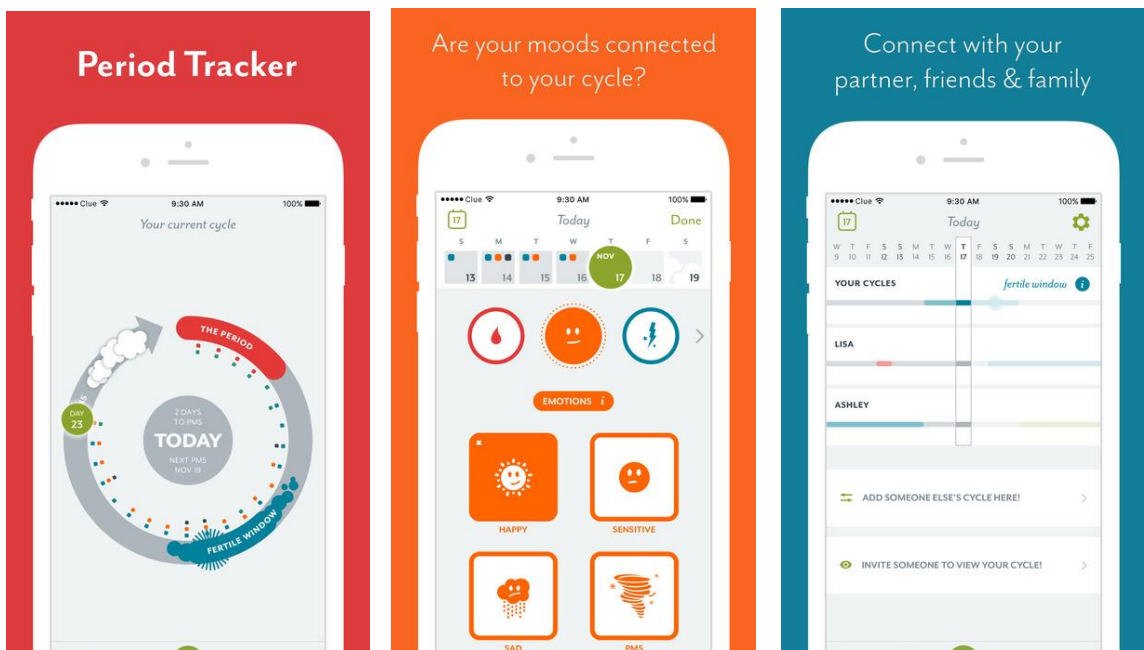 Period Tracker
Clue
9:30 AM
100%
Your current cycle
THE PERIOD
DAY
23
2 DAYS
TO PMS
TODAY
NEXT PMS
NOV 19
FERTILE WINDOW
Are your moods connected
to your cycle?
Clue
9:30 AM
100%
17
Today
Done
S M T W T F S
NOV
13 14 15 16 17 18 19
EMOTIONS i
HAPPY
SENSITIVE
SAD
PMS
Connect with your
partner, friends & family
Clue
9:30 AM
100%
17
Today
W T F S S M T W T F S S M T W T F
9 10 11 12 13 14 15 16 17 18 19 20 21 22 23 24 25
YOUR CYCLES
fertile window i
LISA
ASHLEY
ADD SOMEONE ELSE'S CYCLE HERE!
INVITE SOMEONE TO VIEW YOUR CYCLE!